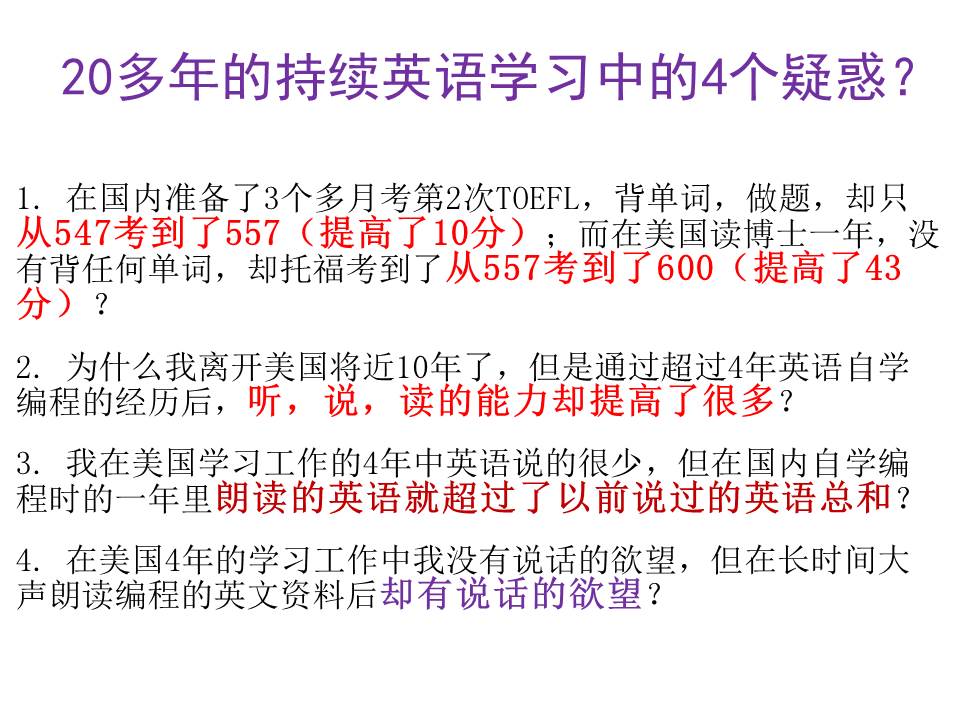 20多年的持续英语学习中的4个疑惑？
1. 在国内准备了3个多月考第2次TOEFL，背单词，做题，却只
从547考到了557（提高了10分）；而在美国读博士一年，没
有背任何单词，却托福考到了从557考到了600（提高了43
分）？
2. 为什么我离开美国将近10年了，但是通过超过4年英语自学
编程的经历后，听，说，读的能力却提高了很多？
3. 我在美国学习工作的4年中英语说的很少，但在国内自学编
程时的一年里朗读的英语就超过了以前说过的英语总和？
4. 在美国4年的学习工作中我没有说话的欲望，但在长时间大
声朗读编程的英文资料后却有说话的欲望？